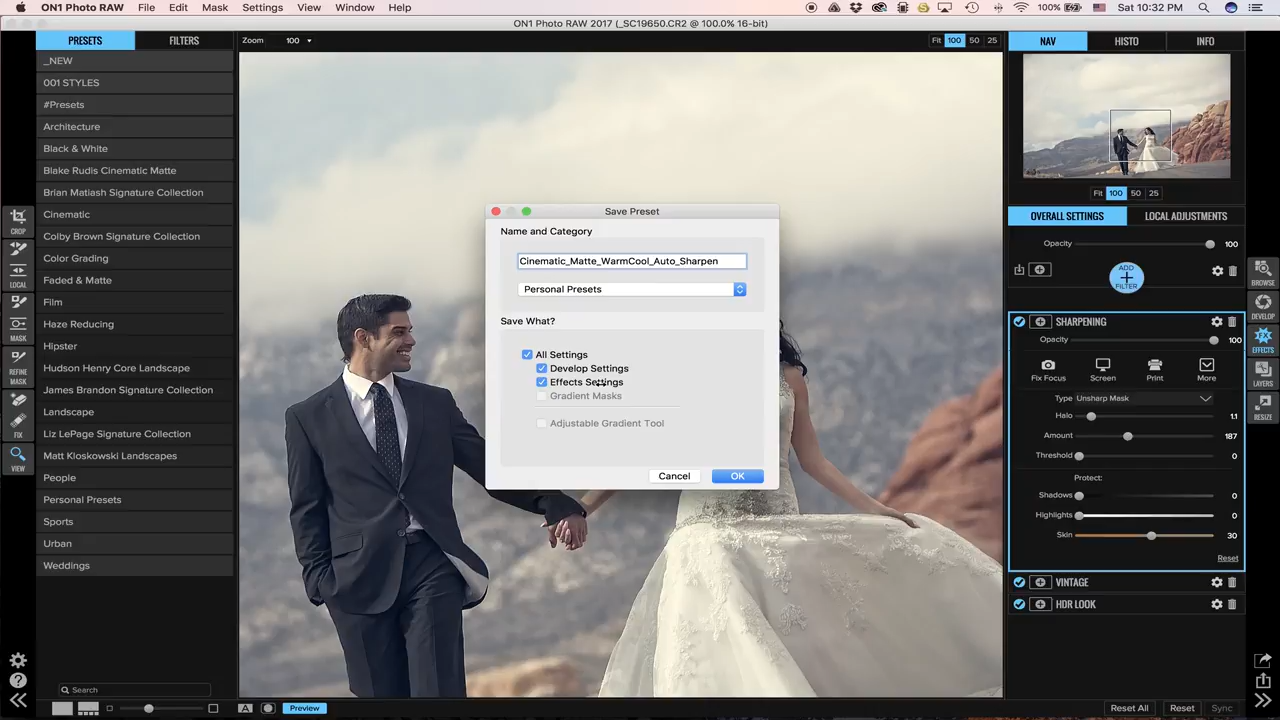 ON1 Photo RAW File Edit Mask Settings View Window Help 100% Sat 10:32 PM
ON1 Photo RAW 2017 (_SC19650.CR2 @ 100.0% 16-bit)
PRESETS FILTERS
Zoom 100 Fit 100 50 25
NAV HISTO INFO
_NEW
001 STYLES
#Presets
Architecture
Black & White
Blake Rudis Cinematic Matte
Brian Matiash Signature Collection
Cinematic
Colby Brown Signature Collection
Color Grading
Faded & Matte
Film
Haze Reducing
Hipster
Hudson Henry Core Landscape
James Brandon Signature Collection
Landscape
Liz LePage Signature Collection
Matt Kloskowski Landscapes
People
Personal Presets
Sports
Urban
Weddings
Search
CROP
LOCAL
MASK
REFINE
MASK
FIX
VIEW
Save Preset
Name and Category
Cinematic_Matte_WarmCool_Auto_Sharpen
Personal Presets
Save What?
All Settings
Develop Settings
Effects Settings
Gradient Masks
Adjustable Gradient Tool
Cancel OK
Fit 100 50 25
OVERALL SETTINGS LOCAL ADJUSTMENTS
Opacity 100
ADD
FILTER
SHARPENING
Opacity 100
Fix Focus Screen Print More
Type Unsharp Mask
Halo 1.1
Amount 187
Threshold 0
Protect:
Shadows 0
Highlights 0
Skin 30
Reset
VINTAGE
HDR LOOK
BROWSE
DEVELOP
FX
EFFECTS
LAYERS
RESIZE
A Preview
Reset All Reset Sync